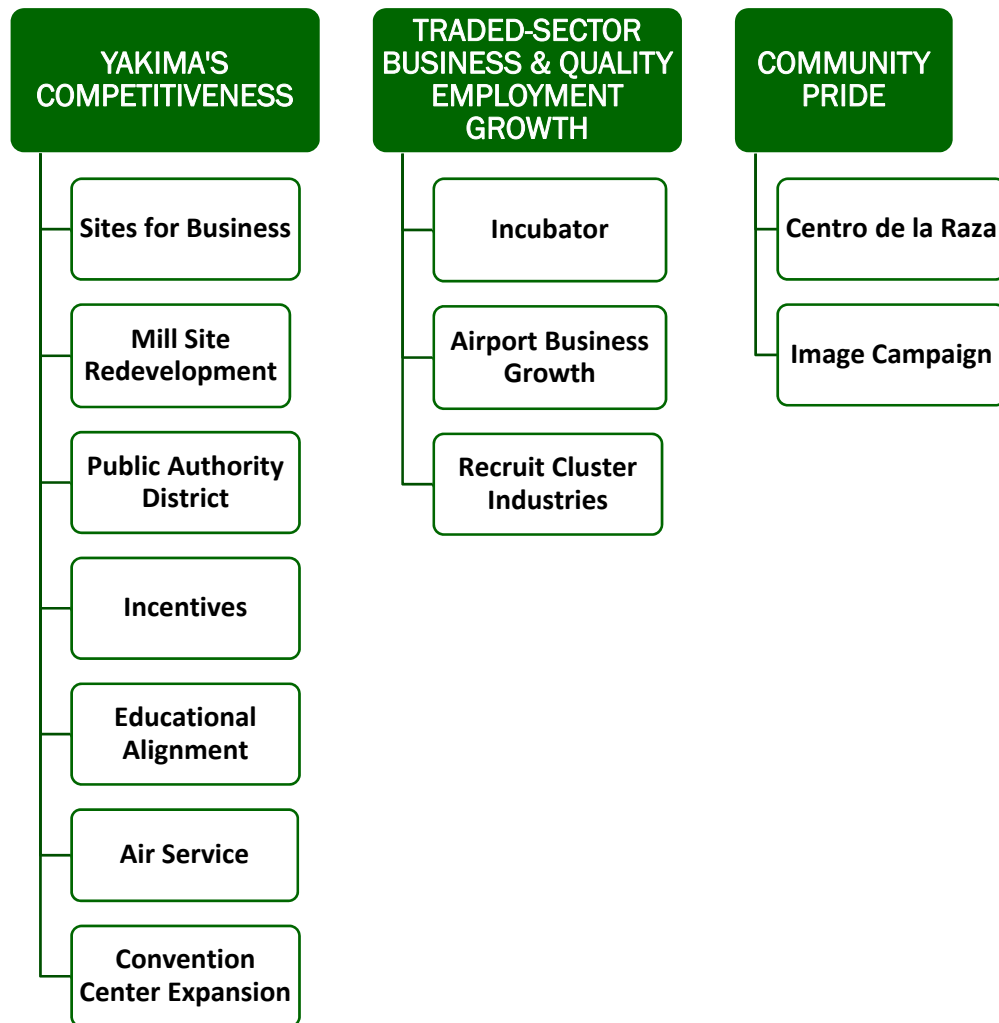 YAKIMA'S
COMPETITIVENESS
Sites for Business
Mill Site
Redevelopment
Public Authority
District
Incentives
Educational
Alignment
Air Service
Convention
Center Expansion
TRADED-SECTOR
BUSINESS & QUALITY
EMPLOYMENT
GROWTH
Incubator
Airport Business
Growth
Recruit Cluster
Industries
COMMUNITY
PRIDE
Centro de la Raza
Image Campaign